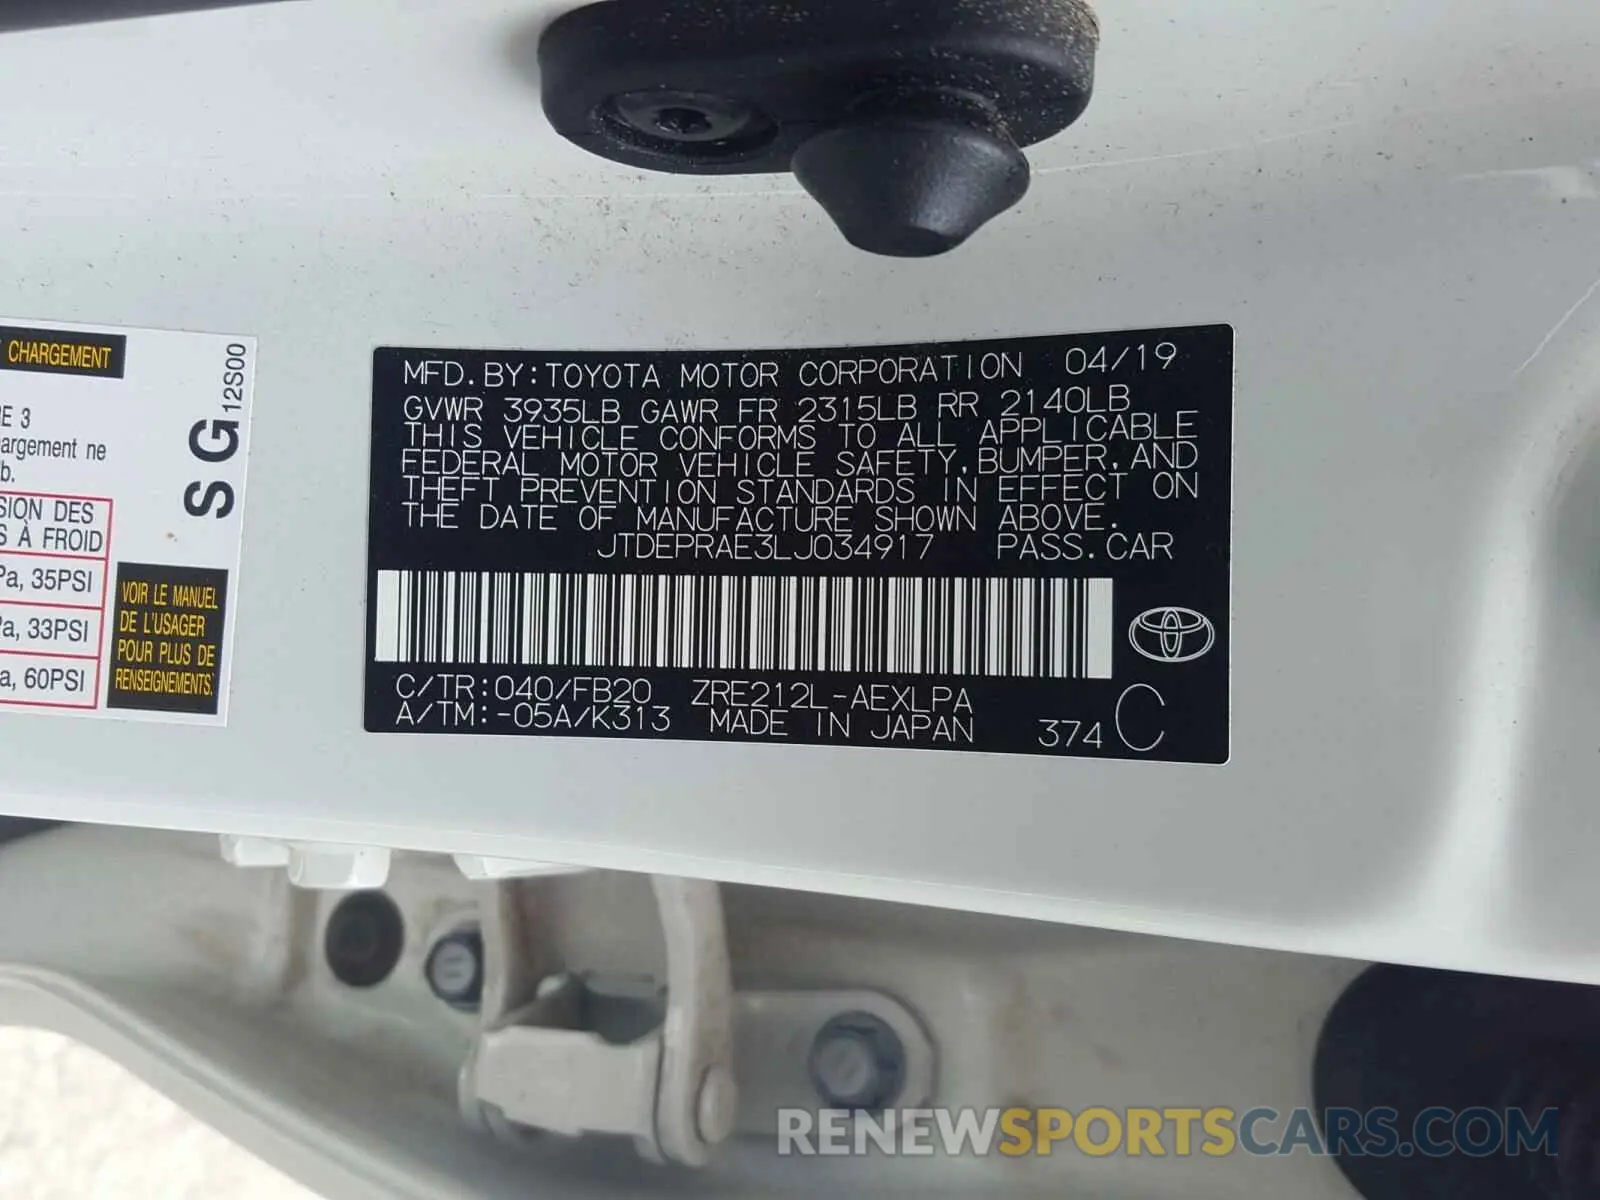 CHARGEMENT
RE 3
argement ne
b.
SION DES
S À FROID
Pa, 35PSI
Pa, 33PSI
a, 60PSI
S G 12S00
VOIR LE MANUEL
DE L'USAGER
POUR PLUS DE
RENSEIGNEMENTS.
MFD.BY:TOYOTA MOTOR CORPORATION 04/19
GVWR 3935LB GAWR FR 2315LB RR 2140LB
THIS VEHICLE CONFORMS TO ALL APPLICABLE
FEDERAL MOTOR VEHICLE SAFETY,BUMPER,AND
THEFT PREVENTION STANDARDS IN EFFECT ON
THE DATE OF MANUFACTURE SHOWN ABOVE.
JTDEPRAE3LJ034917 PASS.CAR
C/TR:040/FB20 ZRE212L-AEXLPA
A/TM:-05A/K313 MADE IN JAPAN 374 C
RENEWSPORTSCARS.COM